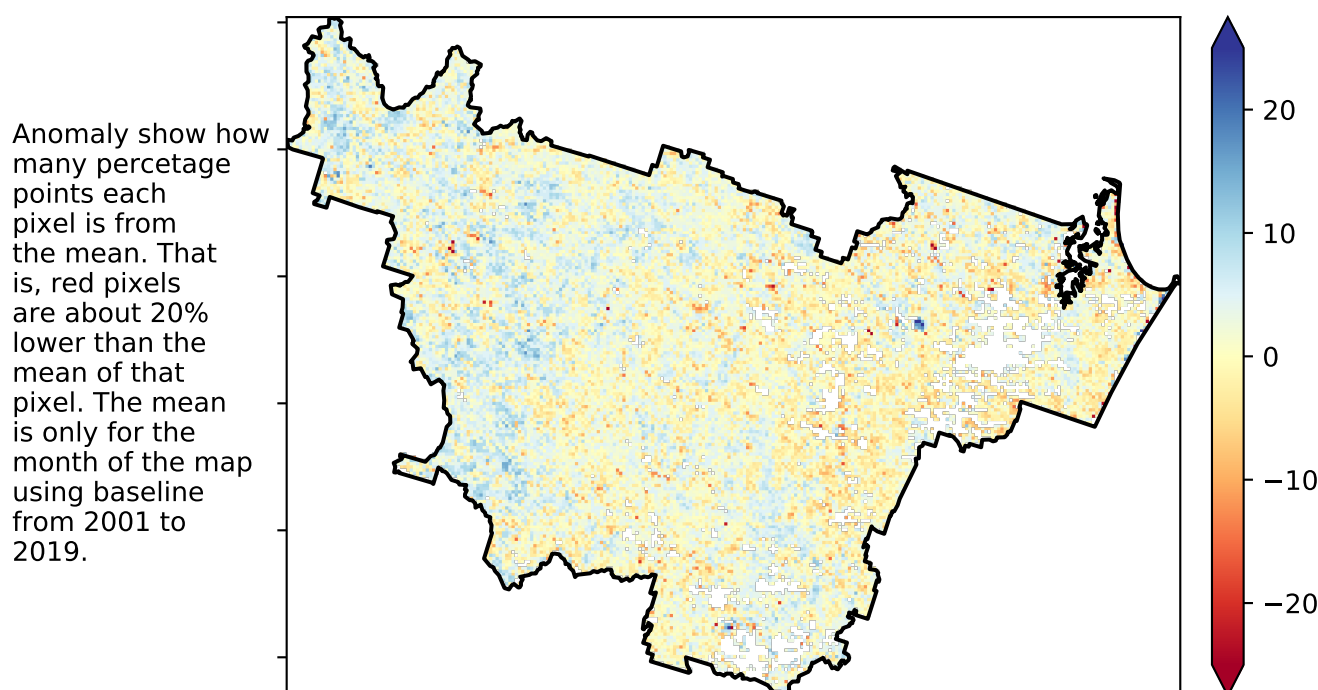 Anomaly show how
many percetage
points each
pixel is from
the mean. That
is, red pixels
are about 20%
lower than the
mean of that
pixel. The mean
is only for the
month of the map
using baseline
from 2001 to
2019.
20
10
0
−10
−20